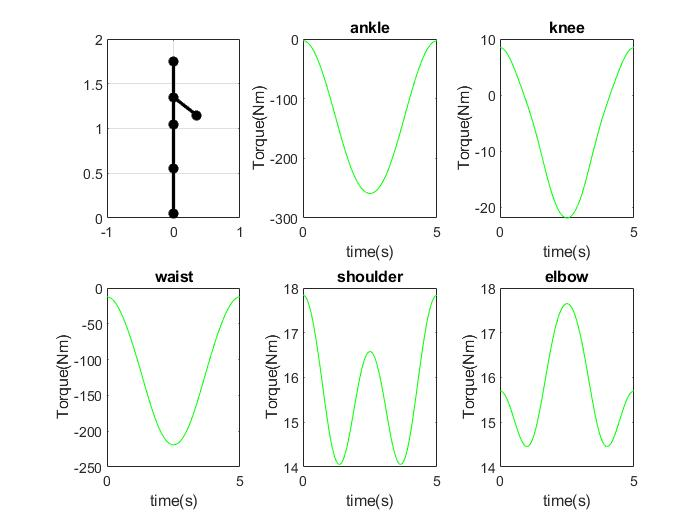 ankle
knee
2
1.5
1
0.5
0
-1
0
1
Torque(Nm)
0
-100
-200
-300
0
5
time(s)
Torque(Nm)
10
0
-10
-20
0
5
time(s)
waist
shoulder
elbow
Torque(Nm)
0
-50
-100
-150
-200
-250
0
5
time(s)
Torque(Nm)
18
17
16
15
14
0
5
time(s)
Torque(Nm)
18
17
16
15
14
0
5
time(s)